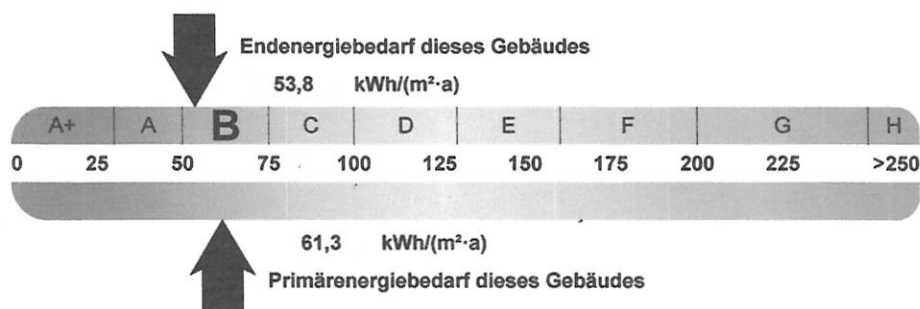 Endenergiebedarf dieses Gebäudes
53,8 kWh/(m²·a)
A+ A B C D E F G H
0 25 50 75 100 125 150 175 200 225 >250
61,3 kWh/(m²·a)
Primärenergiebedarf dieses Gebäudes